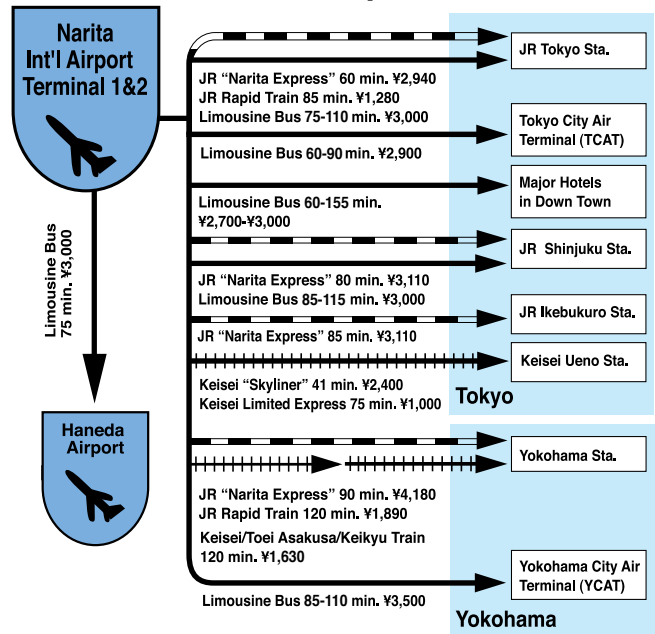 Narita
Int'l Airport
Terminal 1&2
JR Tokyo Sta.
JR “Narita Express” 60 min. ¥2,940
JR Rapid Train 85 min. ¥1,280
Limousine Bus 75-110 min. ¥3,000
Tokyo City Air
Terminal (TCAT)
Limousine Bus 60-90 min. ¥2,900
Major Hotels
in Down Town
Limousine Bus 60-155 min.
¥2,700-¥3,000
Limousine Bus
75 min. ¥3,000
JR Shinjuku Sta.
JR “Narita Express” 80 min. ¥3,110
Limousine Bus 85-115 min. ¥3,000
JR Ikebukuro Sta.
JR “Narita Express” 85 min. ¥3,110
Keisei Ueno Sta.
Keisei “Skyliner” 41 min. ¥2,400
Keisei Limited Express 75 min. ¥1,000
Tokyo
Haneda
Airport
Yokohama Sta.
JR “Narita Express” 90 min. ¥4,180
JR Rapid Train 120 min. ¥1,890
Keisei/Toei Asakusa/Keikyu Train
120 min. ¥1,630
Yokohama City Air
Terminal (YCAT)
Limousine Bus 85-110 min. ¥3,500
Yokohama